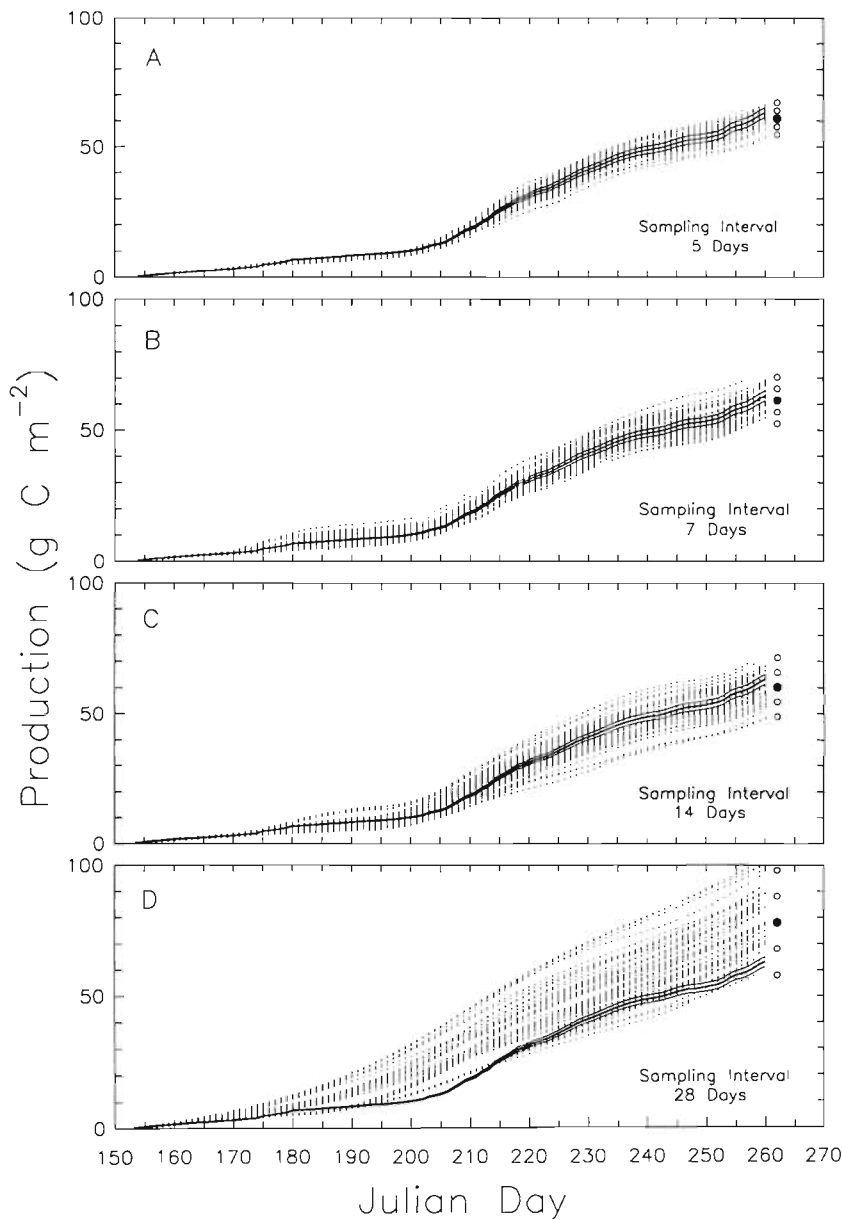 100
A
50
Sampling Interval
5 Days
0
100
B
50
Sampling Interval
7 Days
0
100
C
50
Sampling Interval
14 Days
0
100
D
50
Sampling Interval
28 Days
0
Production (g C m⁻²)
150 160 170 180 190 200 210 220 230 240 250 260 270
Julian Day